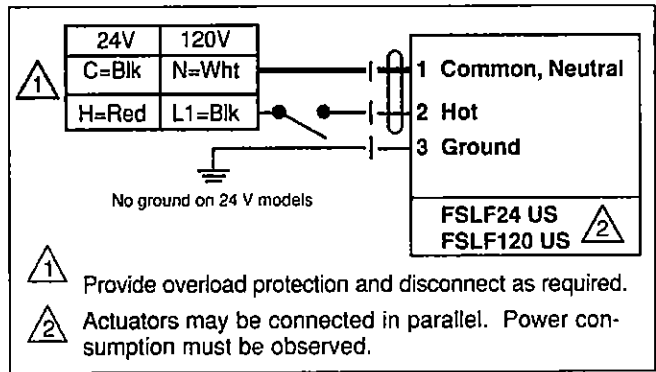 24V 120V
C=Blk N=Wht
H=Red L1=Blk
1 Common, Neutral
2 Hot
3 Ground
No ground on 24 V models
FSLF24 US
FSLF120 US
1
2
1
Provide overload protection and disconnect as required.
2
Actuators may be connected in parallel. Power con-
sumption must be observed.